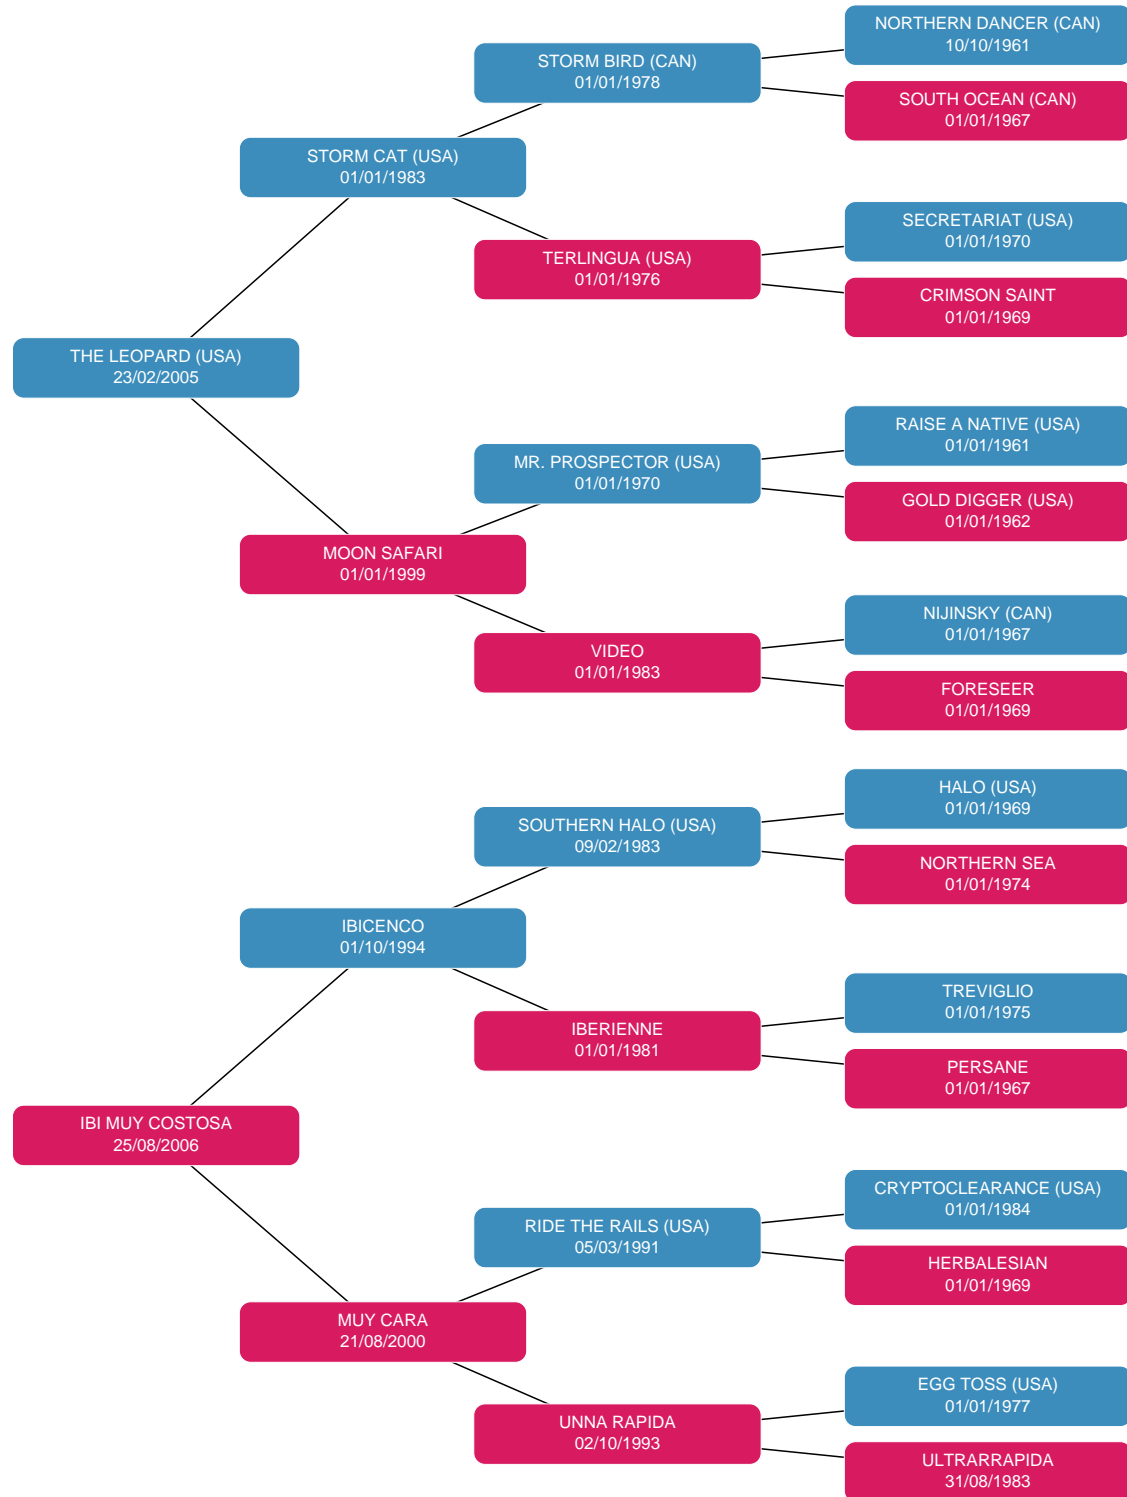 NORTHERN DANCER (CAN)
10/10/1961
STORM BIRD (CAN)
01/01/1978
SOUTH OCEAN (CAN)
01/01/1967
STORM CAT (USA)
01/01/1983
SECRETARIAT (USA)
01/01/1970
TERLINGUA (USA)
01/01/1976
CRIMSON SAINT
01/01/1969
THE LEOPARD (USA)
23/02/2005
RAISE A NATIVE (USA)
01/01/1961
MR. PROSPECTOR (USA)
01/01/1970
GOLD DIGGER (USA)
01/01/1962
MOON SAFARI
01/01/1999
NIJINSKY (CAN)
01/01/1967
VIDEO
01/01/1983
FORESEER
01/01/1969
HALO (USA)
01/01/1969
SOUTHERN HALO (USA)
09/02/1983
NORTHERN SEA
01/01/1974
IBICENCO
01/10/1994
TREVIGLIO
01/01/1975
IBERIENNE
01/01/1981
PERSANE
01/01/1967
IBI MUY COSTOSA
25/08/2006
CRYPTOCLEARANCE (USA)
01/01/1984
RIDE THE RAILS (USA)
05/03/1991
HERBALESIAN
01/01/1969
MUY CARA
21/08/2000
EGG TOSS (USA)
01/01/1977
UNNA RAPIDA
02/10/1993
ULTRARRAPIDA
31/08/1983